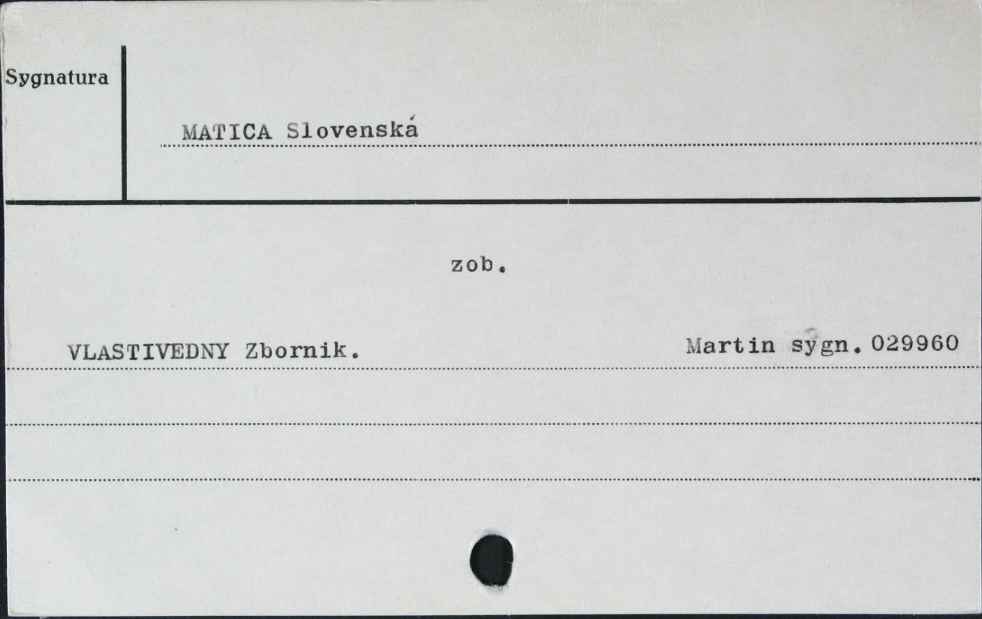 Sygnatura
MATICA Slovenská
zob.
VLASTIVEDNY Zbornik. Martin sygn. 029960